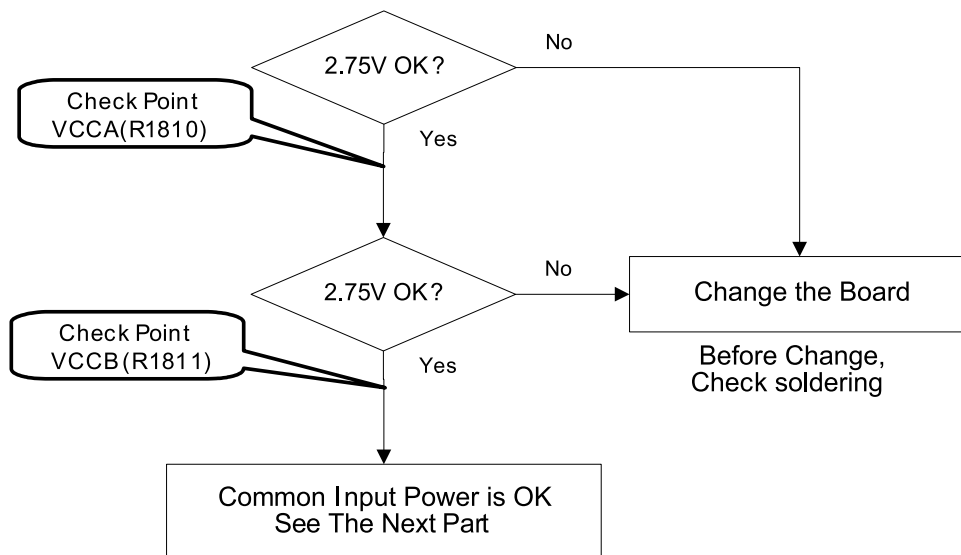 2.75V OK?
No
Check Point
VCCA(R1810)
Yes
2.75V OK?
No
Change the Board
Check Point
VCCB(R1811)
Yes
Before Change,
Check soldering
Common Input Power is OK
See The Next Part